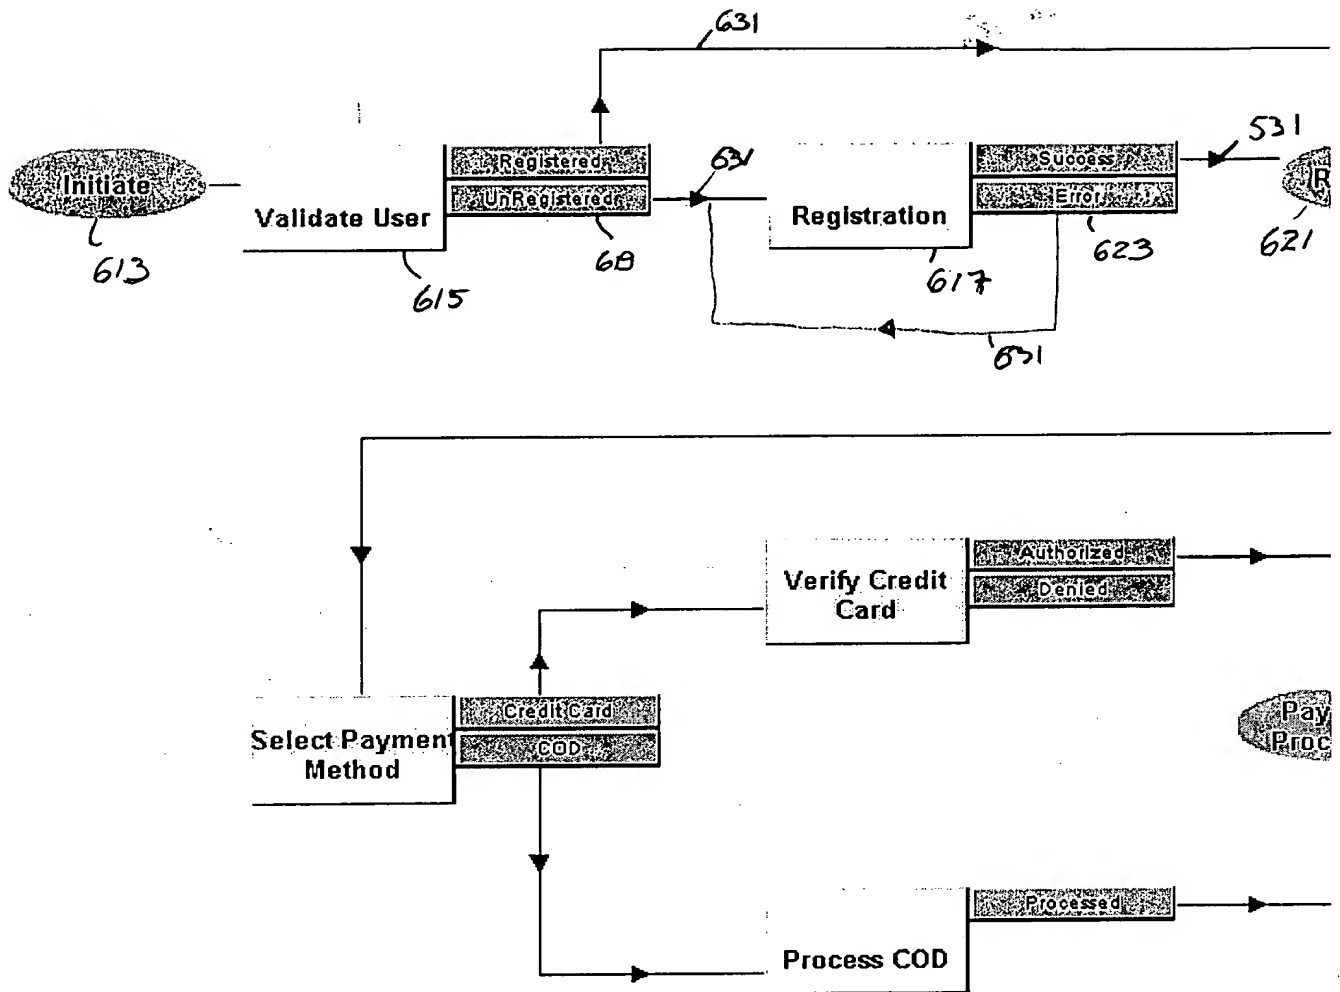 631
Initiate
613
Validate User
615
Registered
UnRegistered
631
Registration
617
Success
Error
623
531
621
631
Select Payment
Method
Credit Card
COD
Verify Credit
Card
Authorized
Denied
Process COD
Processed